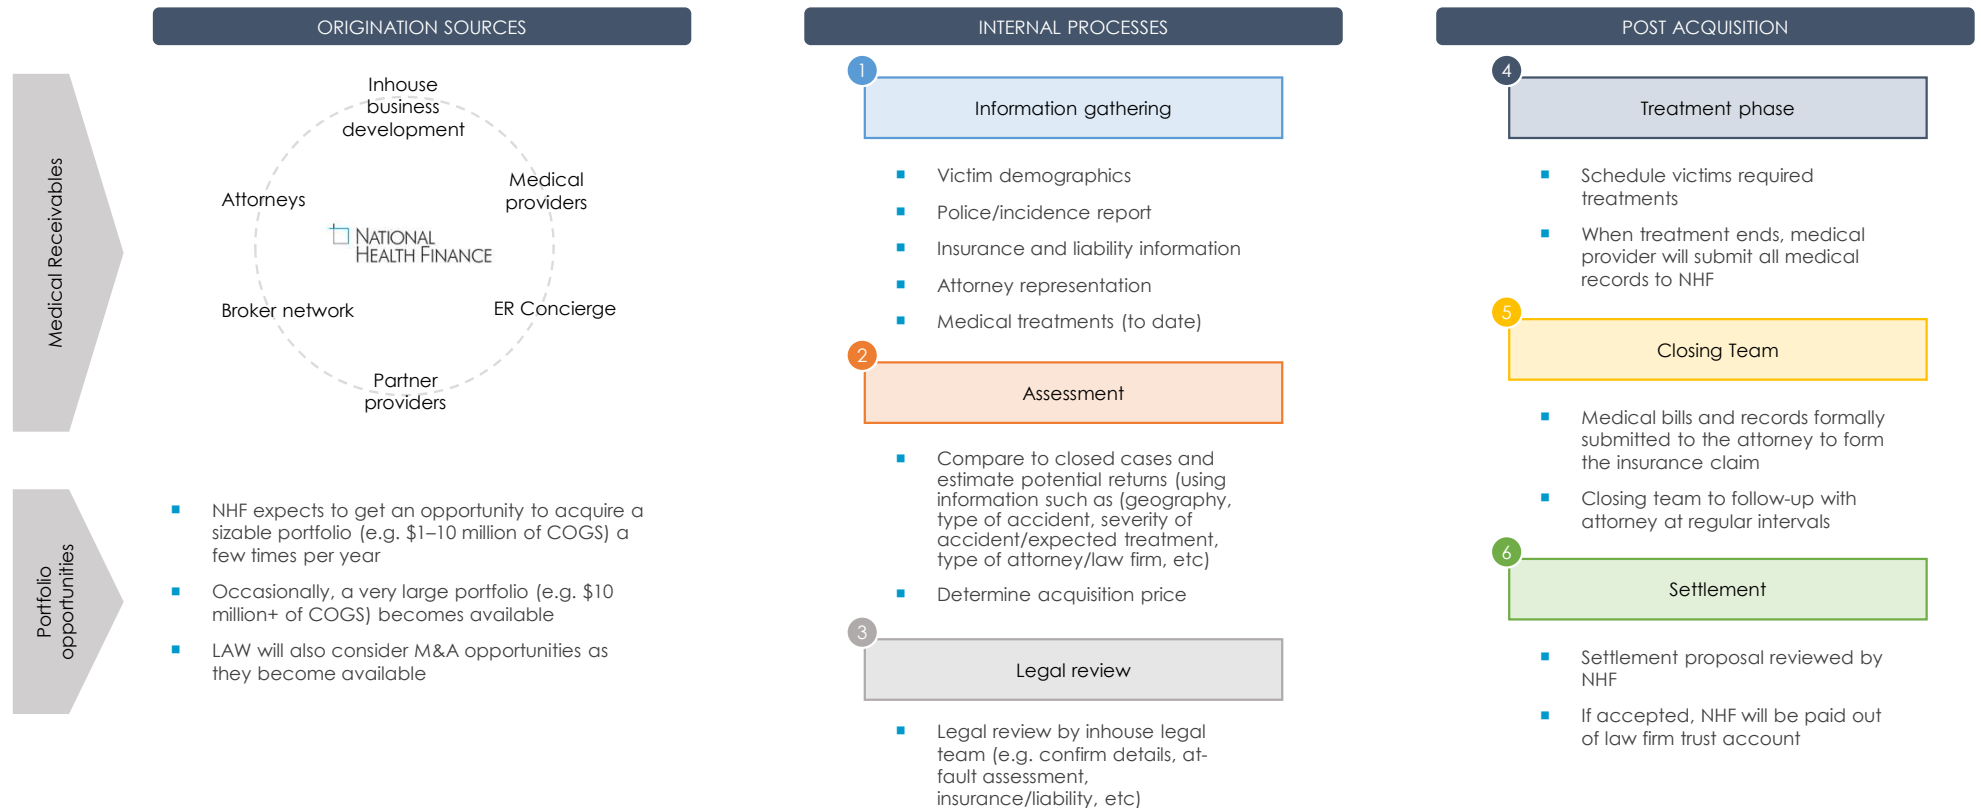 ORIGINATION SOURCES
Medical Receivables
Inhouse
business
development
Attorneys
Medical
providers
NATIONAL
HEALTH FINANCE
Broker network
ER Concierge
Partner
providers
Portfolio
opportunities
NHF expects to get an opportunity to acquire a
sizable portfolio (e.g. $1–10 million of COGS) a
few times per year
Occasionally, a very large portfolio (e.g. $10
million+ of COGS) becomes available
LAW will also consider M&A opportunities as
they become available
INTERNAL PROCESSES
1
Information gathering
Victim demographics
Police/incidence report
Insurance and liability information
Attorney representation
Medical treatments (to date)
2
Assessment
Compare to closed cases and
estimate potential returns (using
information such as (geography,
type of accident, severity of
accident/expected treatment,
type of attorney/law firm, etc)
Determine acquisition price
3
Legal review
Legal review by inhouse legal
team (e.g. confirm details, at-
fault assessment,
insurance/liability, etc)
POST ACQUISITION
4
Treatment phase
Schedule victims required
treatments
When treatment ends, medical
provider will submit all medical
records to NHF
5
Closing Team
Medical bills and records formally
submitted to the attorney to form
the insurance claim
Closing team to follow-up with
attorney at regular intervals
6
Settlement
Settlement proposal reviewed by
NHF
If accepted, NHF will be paid out
of law firm trust account